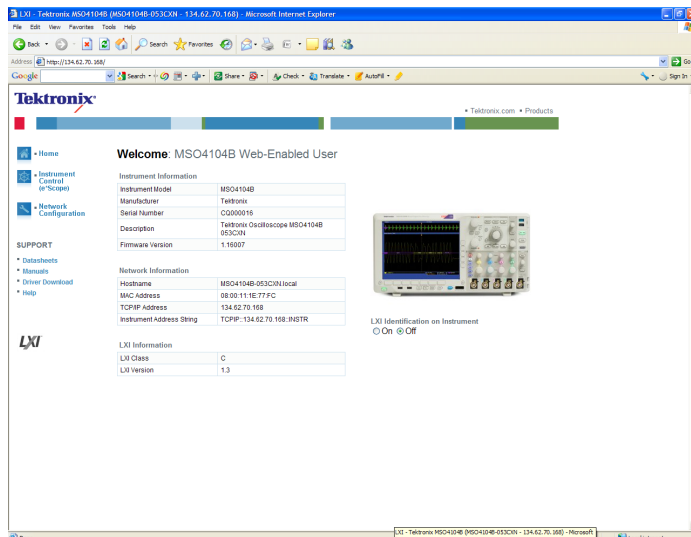 LXI - Tektronix MSO4104B (MSO4104B-053CXN - 134.62.70.168) - Microsoft Internet Explorer
File Edit View Favorites Tools Help
Back Search Favorites
Address http://134.62.70.168/ Go
Google Search Share Check Translate AutoFill Sign In
Tektronix
Tektronix.com Products
Home
Instrument
Control
(e*Scope)
Network
Configuration
SUPPORT
Datasheets
Manuals
Driver Download
Help
LXI
Welcome: MSO4104B Web-Enabled User
Instrument Information
Instrument Model MSO4104B
Manufacturer Tektronix
Serial Number CQ000016
Description Tektronix Oscilloscope MSO4104B
053CXN
Firmware Version 1.16007
Network Information
Hostname MSO4104B-053CXN.local
MAC Address 08:00:11:1E:77:FC
TCP/IP Address 134.62.70.168
Instrument Address String TCPIP::134.62.70.168::INSTR
LXI Identification on Instrument
On Off
LXI Information
LXI Class C
LXI Version 1.3
LXI - Tektronix MSO4104B (MSO4104B-053CXN - 134.62.70.168) - Microsoft